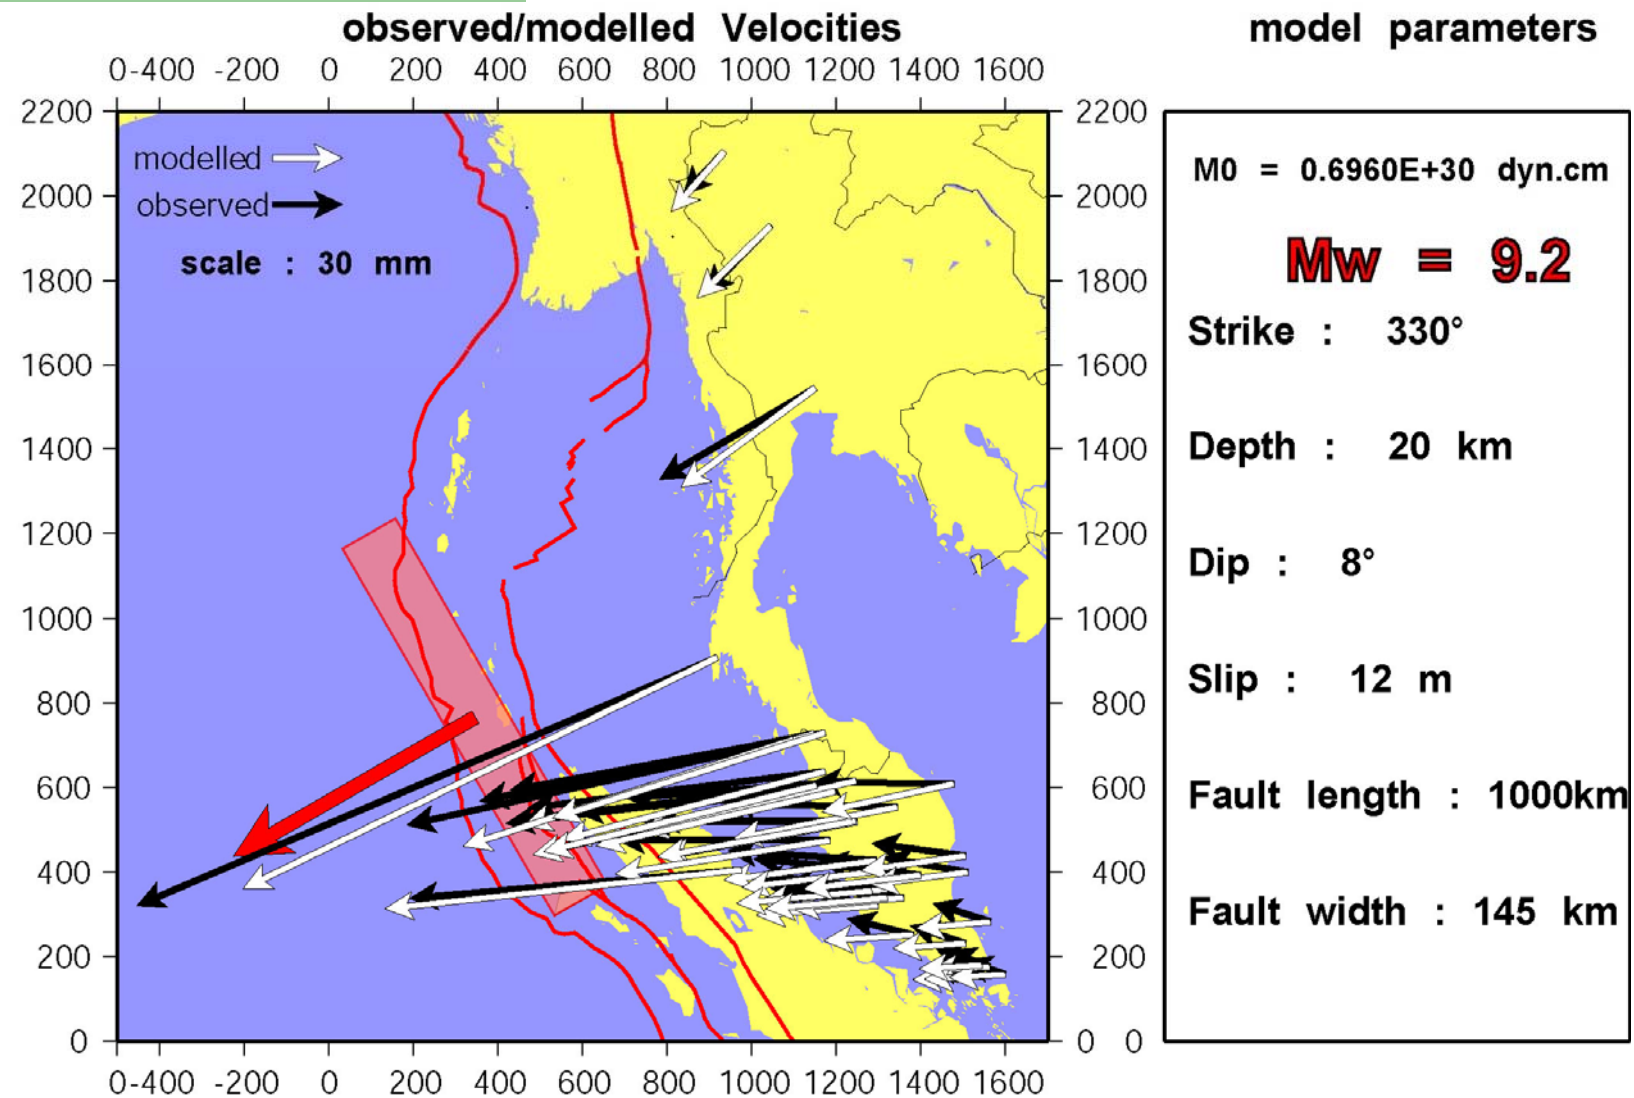 observed/modelled Velocities
model parameters
0-400 -200 0 200 400 600 800 1000 1200 1400 1600
2200 2200
modelled
observed
scale : 30 mm
2000 2000
1800 1800
1600 1600
1400 1400
1200 1200
1000 1000
800 800
600 600
400 400
200 200
0 0 0
0-400 -200 0 200 400 600 800 1000 1200 1400 1600
M0 = 0.6960E+30 dyn.cm
Mw = 9.2
Strike : 330°
Depth : 20 km
Dip : 8°
Slip : 12 m
Fault length : 1000km
Fault width : 145 km